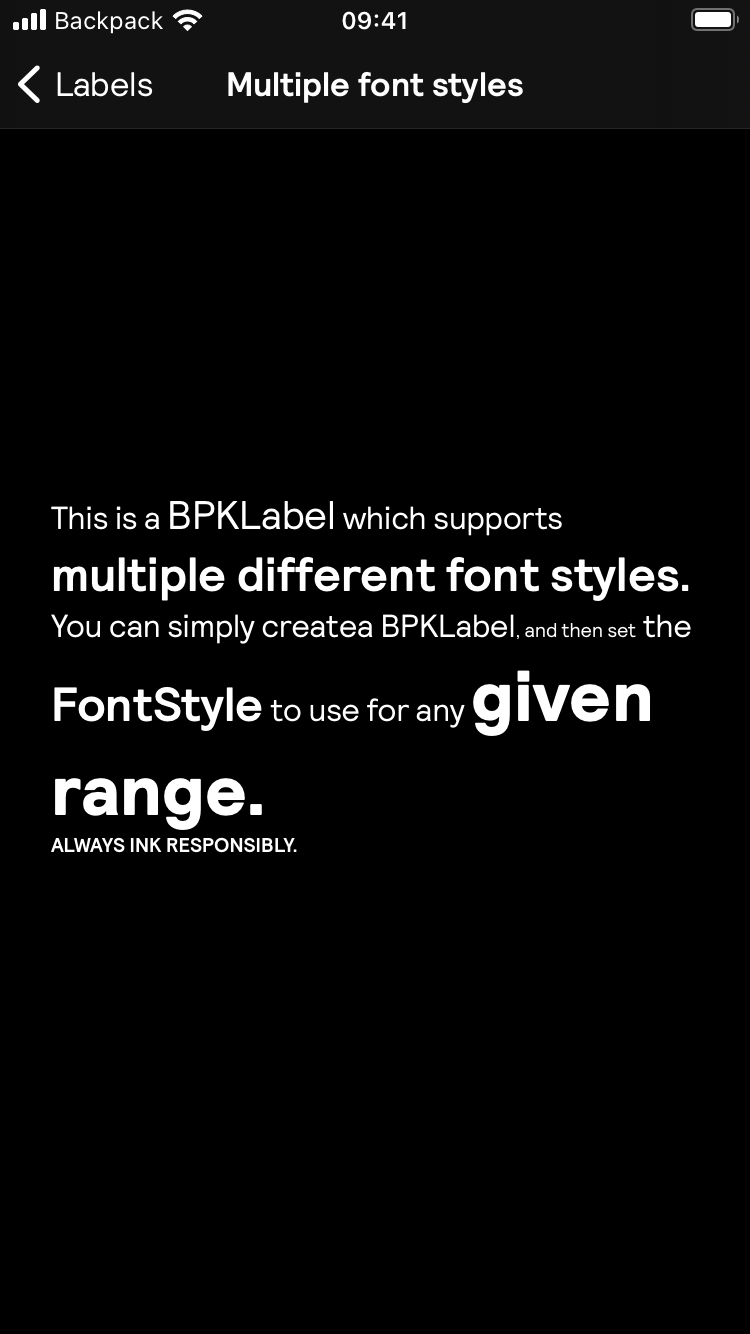 Backpack 09:41
Labels Multiple font styles
This is a BPKLabel which supports
multiple different font styles.
You can simply createa BPKLabel, and then set the
FontStyle to use for any given
range.
ALWAYS INK RESPONSIBLY.